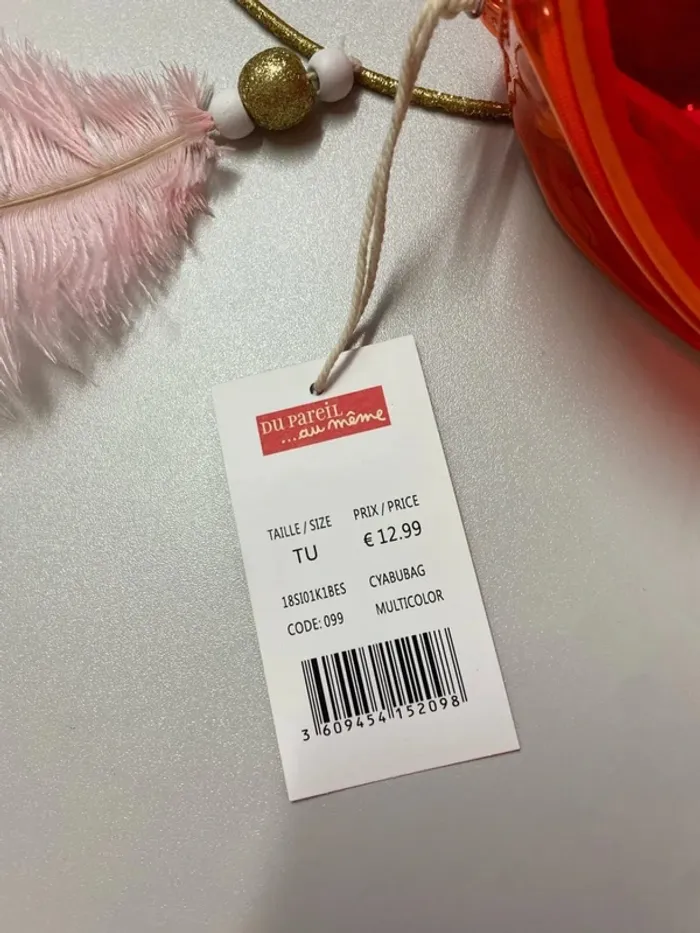 DU PAREIL
...au même
TAILLE / SIZE PRIX / PRICE
TU € 12.99
18SI01K1BES CYABUBAG
CODE: 099 MULTICOLOR
3 609454 152098